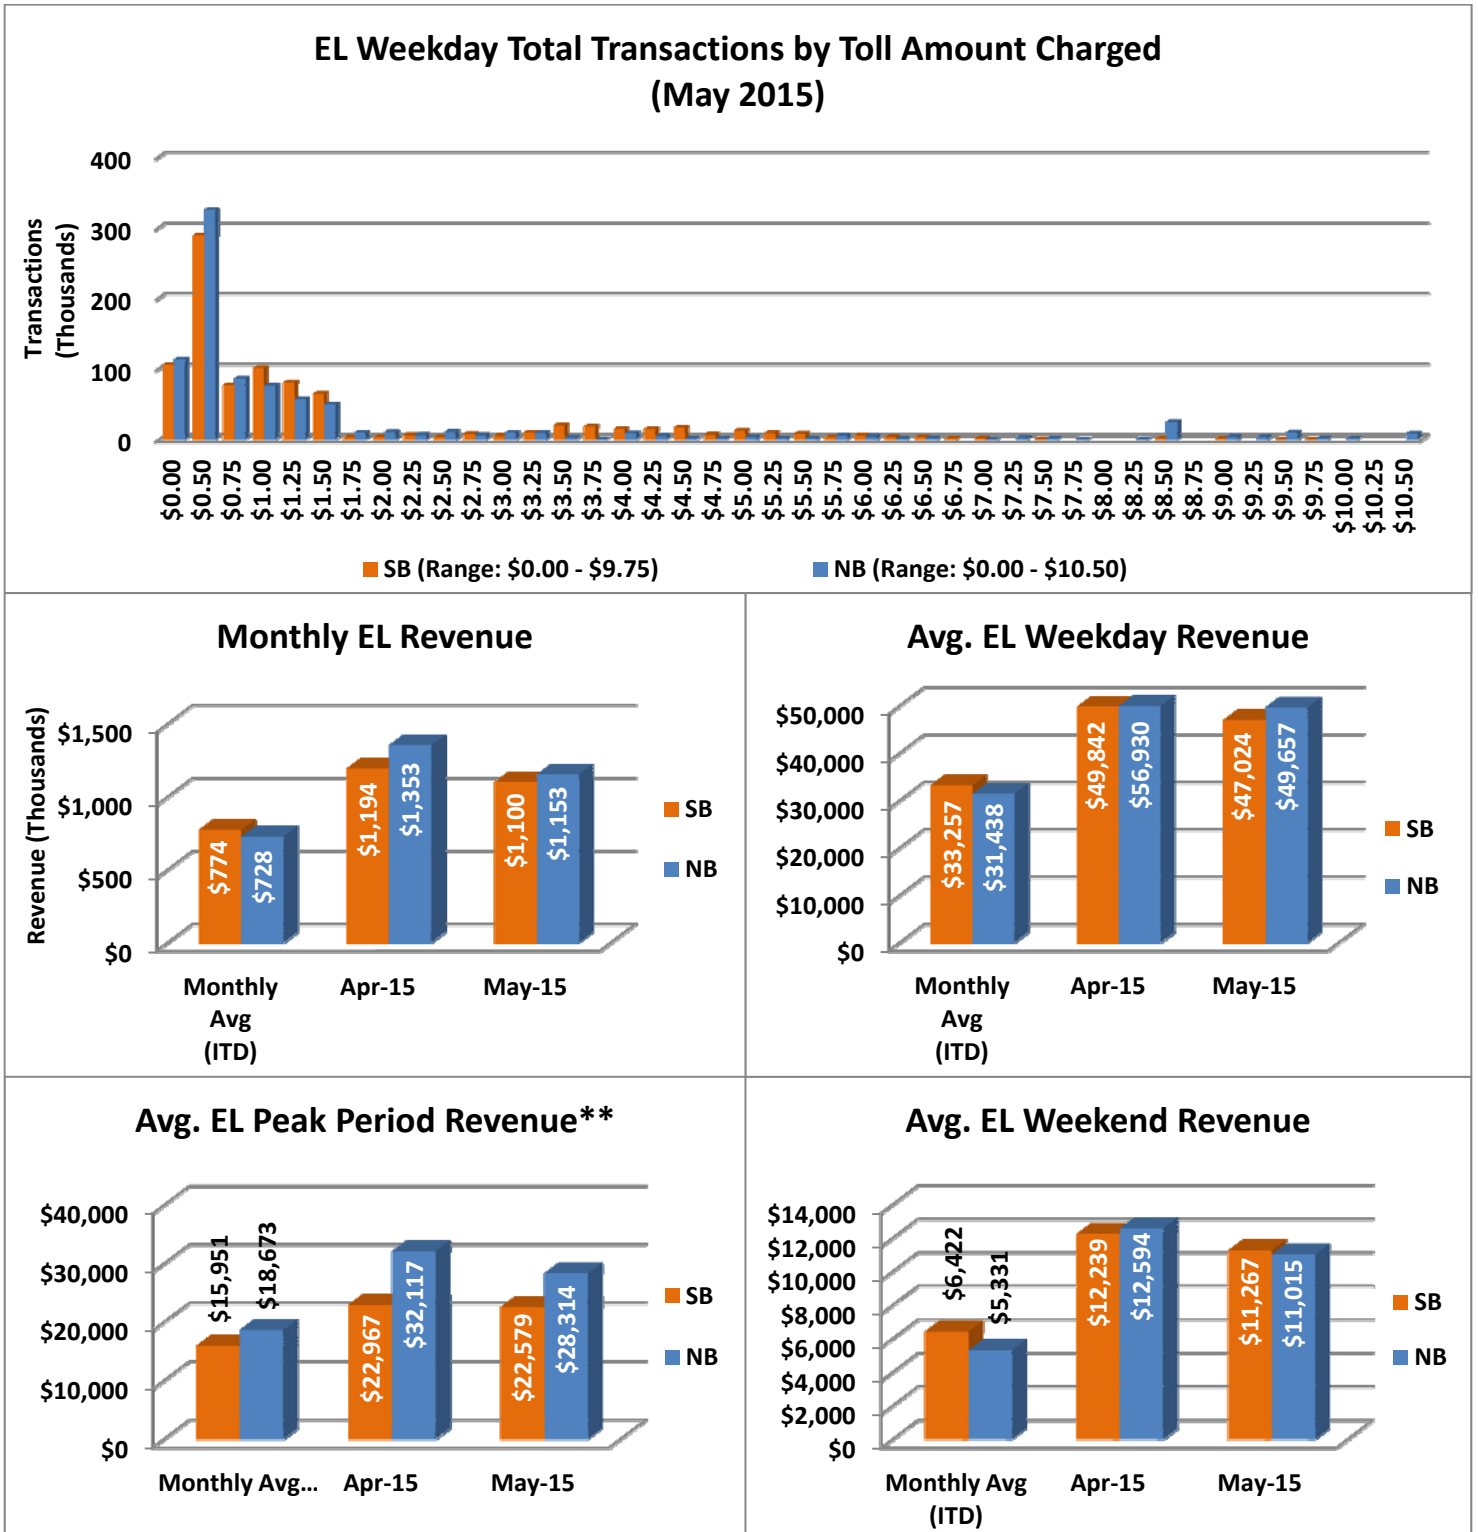 EL Weekday Total Transactions by Toll Amount Charged
(May 2015)
Transactions
(Thousands)
400
300
200
100
0
$0.00
$0.50
$0.75
$1.00
$1.25
$1.50
$1.75
$2.00
$2.25
$2.50
$2.75
$3.00
$3.25
$3.50
$3.75
$4.00
$4.25
$4.50
$4.75
$5.00
$5.25
$5.50
$5.75
$6.00
$6.25
$6.50
$6.75
$7.00
$7.25
$7.50
$7.75
$8.00
$8.25
$8.50
$8.75
$9.00
$9.25
$9.50
$9.75
$10.00
$10.25
$10.50
SB (Range: $0.00 - $9.75)
NB (Range: $0.00 - $10.50)
Monthly EL Revenue
Revenue (Thousands)
$1,500
$1,000
$500
$0
$774
$728
$1,194
$1,353
$1,100
$1,153
Monthly
Avg
(ITD)
Apr-15
May-15
SB
NB
Avg. EL Weekday Revenue
$50,000
$40,000
$30,000
$20,000
$10,000
$0
$33,257
$31,438
$49,842
$56,930
$47,024
$49,657
Monthly
Avg
(ITD)
Apr-15
May-15
SB
NB
Avg. EL Peak Period Revenue**
$40,000
$30,000
$20,000
$10,000
$0
$15,951
$18,673
$22,967
$32,117
$22,579
$28,314
Monthly Avg...
Apr-15
May-15
SB
NB
Avg. EL Weekend Revenue
$14,000
$12,000
$10,000
$8,000
$6,000
$4,000
$2,000
$0
$6,422
$5,331
$12,239
$12,594
$11,267
$11,015
Monthly Avg
(ITD)
Apr-15
May-15
SB
NB